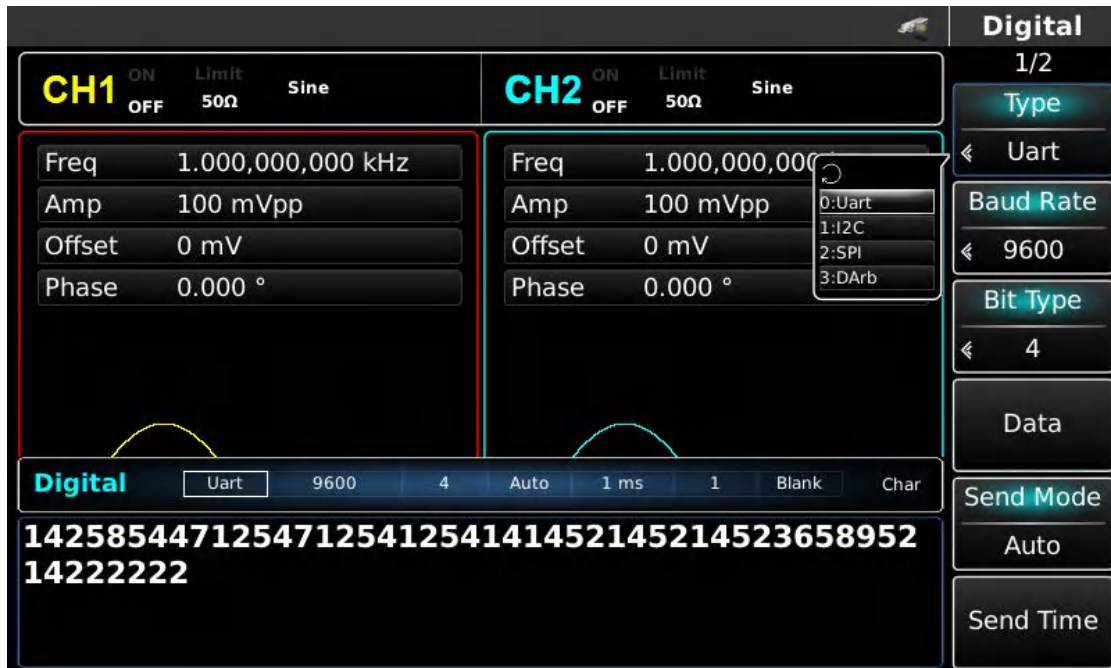 Digital
1/2
CH1 ON OFF Limit 50Ω Sine
CH2 ON OFF Limit 50Ω Sine
Freq 1.000,000,000 kHz
Amp 100 mVpp
Offset 0 mV
Phase 0.000 °
Freq 1.000,000,000
Amp 100 mVpp
Offset 0 mV
Phase 0.000 °
0:Uart
1:I2C
2:SPI
3:DArb
Type
Uart
Baud Rate
9600
Bit Type
4
Data
Send Mode
Auto
Send Time
Digital Uart 9600 4 Auto 1 ms 1 Blank Char
1425854471254712541254141452145214523658952
14222222